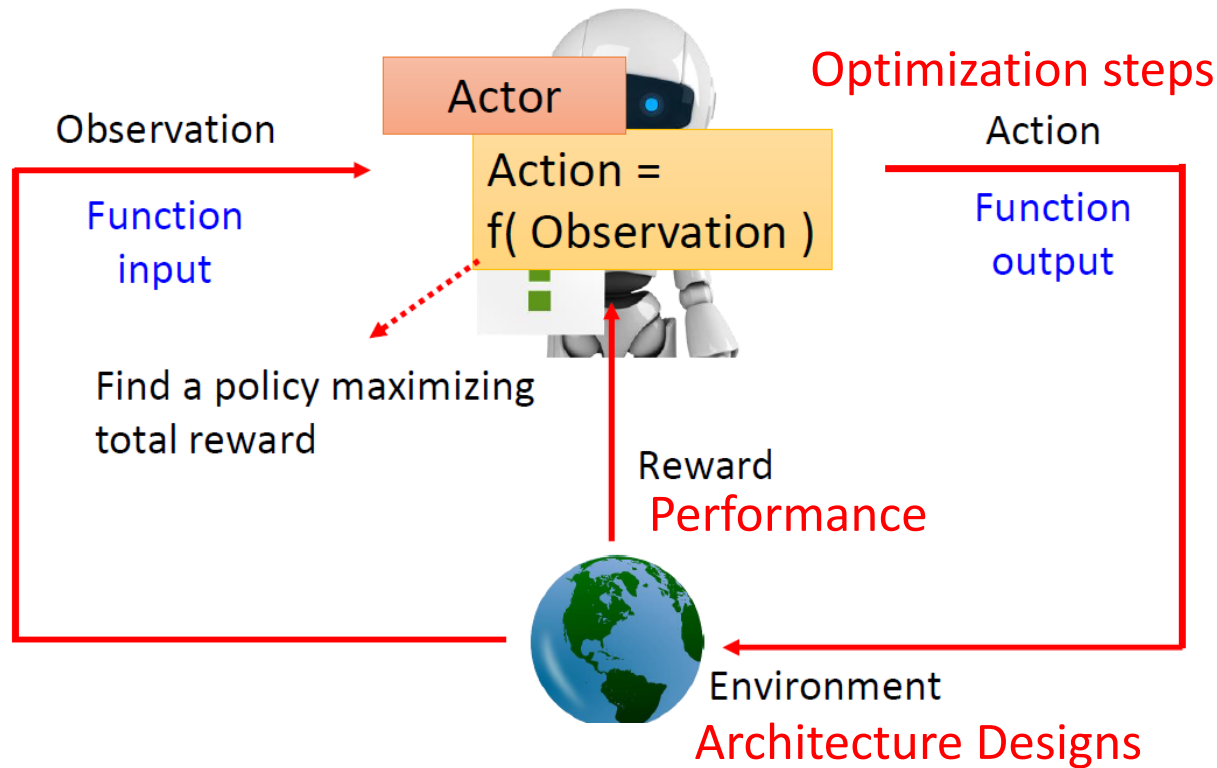 Optimization steps
Actor
Observation
Action
Action =
f( Observation )
Function
input
Function
output
Find a policy maximizing
total reward
Reward
Performance
Environment
Architecture Designs